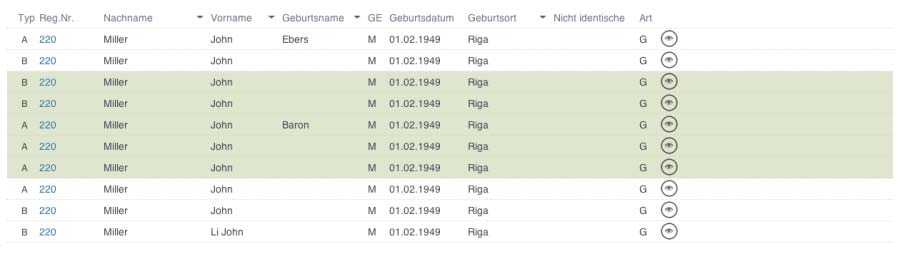 Typ Reg.Nr. Nachname Vorname Geburtsname GE Geburtsdatum Geburtsort Nicht identische Art
A 220 Miller John Ebers M 01.02.1949 Riga G
B 220 Miller John M 01.02.1949 Riga G
B 220 Miller John M 01.02.1949 Riga G
B 220 Miller John M 01.02.1949 Riga G
A 220 Miller John Baron M 01.02.1949 Riga G
A 220 Miller John M 01.02.1949 Riga G
A 220 Miller John M 01.02.1949 Riga G
A 220 Miller John M 01.02.1949 Riga G
B 220 Miller John M 01.02.1949 Riga G
B 220 Miller Li John M 01.02.1949 Riga G